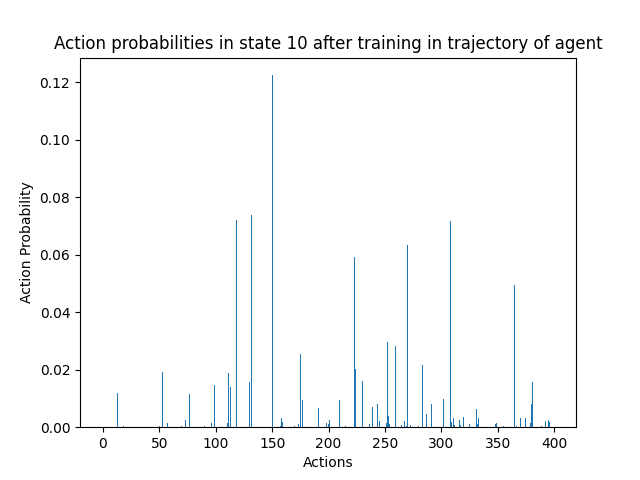 Action probabilities in state 10 after training in trajectory of agent
0.12
0.10
0.08
0.06
0.04
0.02
0.00
Action Probability
0 50 100 150 200 250 300 350 400
Actions